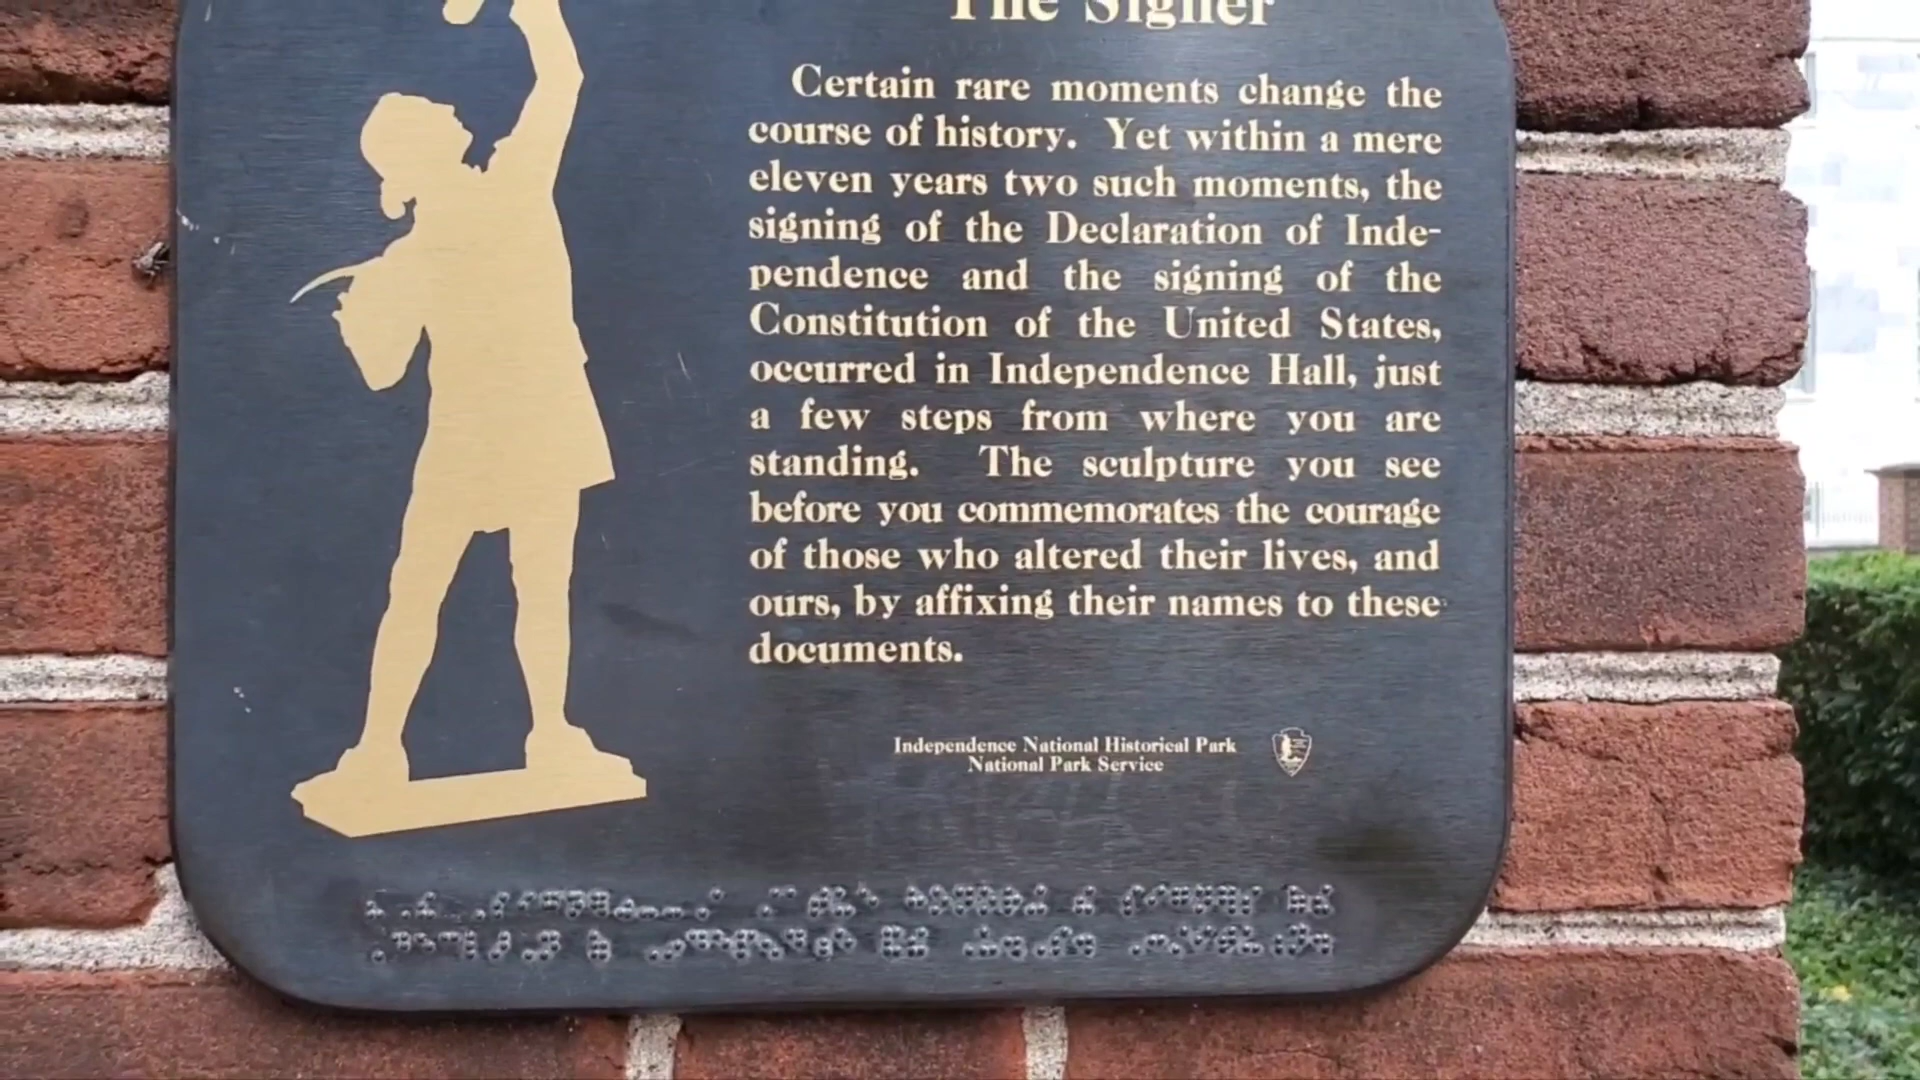 The Signer
Certain rare moments change the
course of history. Yet within a mere
eleven years two such moments, the
signing of the Declaration of Inde-
pendence and the signing of the
Constitution of the United States,
occurred in Independence Hall, just
a few steps from where you are
standing. The sculpture you see
before you commemorates the courage
of those who altered their lives, and
ours, by affixing their names to these
documents.
Independence National Historical Park
National Park Service